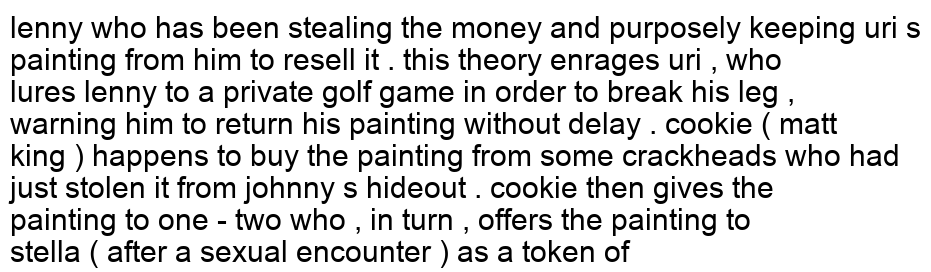 lenny who has been stealing the money and purposely keeping uri s
painting from him to resell it . this theory enrages uri , who
lures lenny to a private golf game in order to break his leg ,
warning him to return his painting without delay . cookie ( matt
king ) happens to buy the painting from some crackheads who had
just stolen it from johnny s hideout . cookie then gives the
painting to one - two who , in turn , offers the painting to
stella ( after a sexual encounter ) as a token of